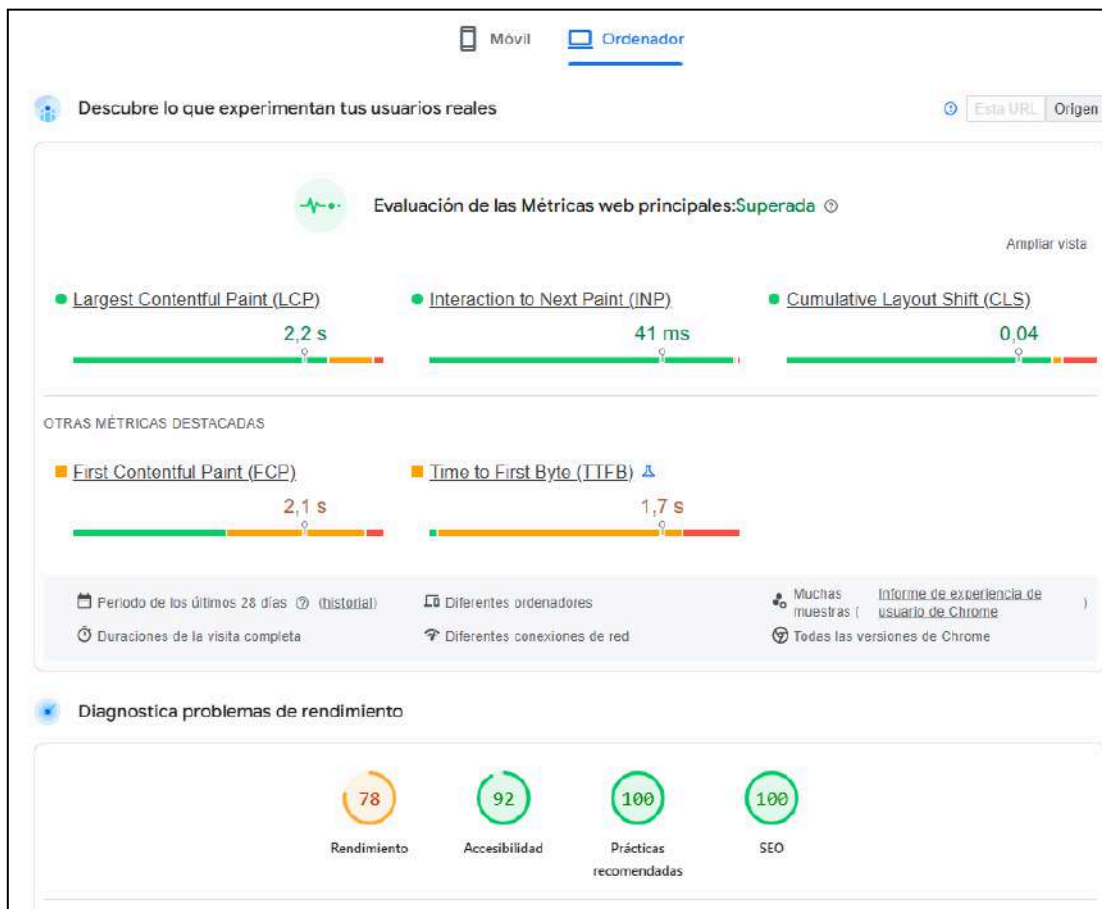 Móvil Ordenador
Descubre lo que experimentan tus usuarios reales
Esta URL Origen
Evaluación de las Métricas web principales:Superada
Ampliar vista
Largest Contentful Paint (LCP)
2,2 s
Interaction to Next Paint (INP)
41 ms
Cumulative Layout Shift (CLS)
0,04
OTRAS MÉTRICAS DESTACADAS
First Contentful Paint (FCP)
2,1 s
Time to First Byte (TTFB)
1,7 s
Periodo de los últimos 28 días (historial)
Diferentes ordenadores
Muchas muestras ( Informe de experiencia de usuario de Chrome )
Duraciones de la visita completa
Diferentes conexiones de red
Todas las versiones de Chrome
Diagnostica problemas de rendimiento
78
Rendimiento
92
Accesibilidad
100
Prácticas
recomendadas
100
SEO